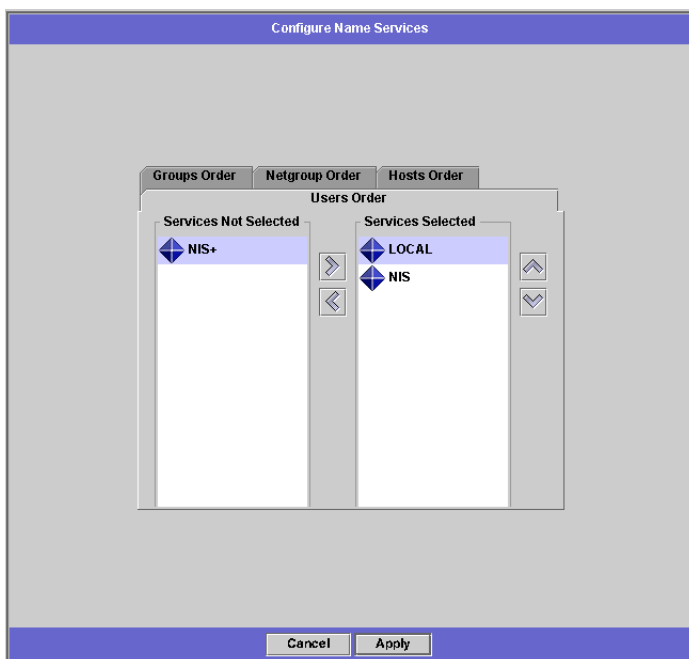 Configure Name Services
Groups Order Netgroup Order Hosts Order
Users Order
Services Not Selected Services Selected
NIS+ LOCAL
NIS
Cancel Apply